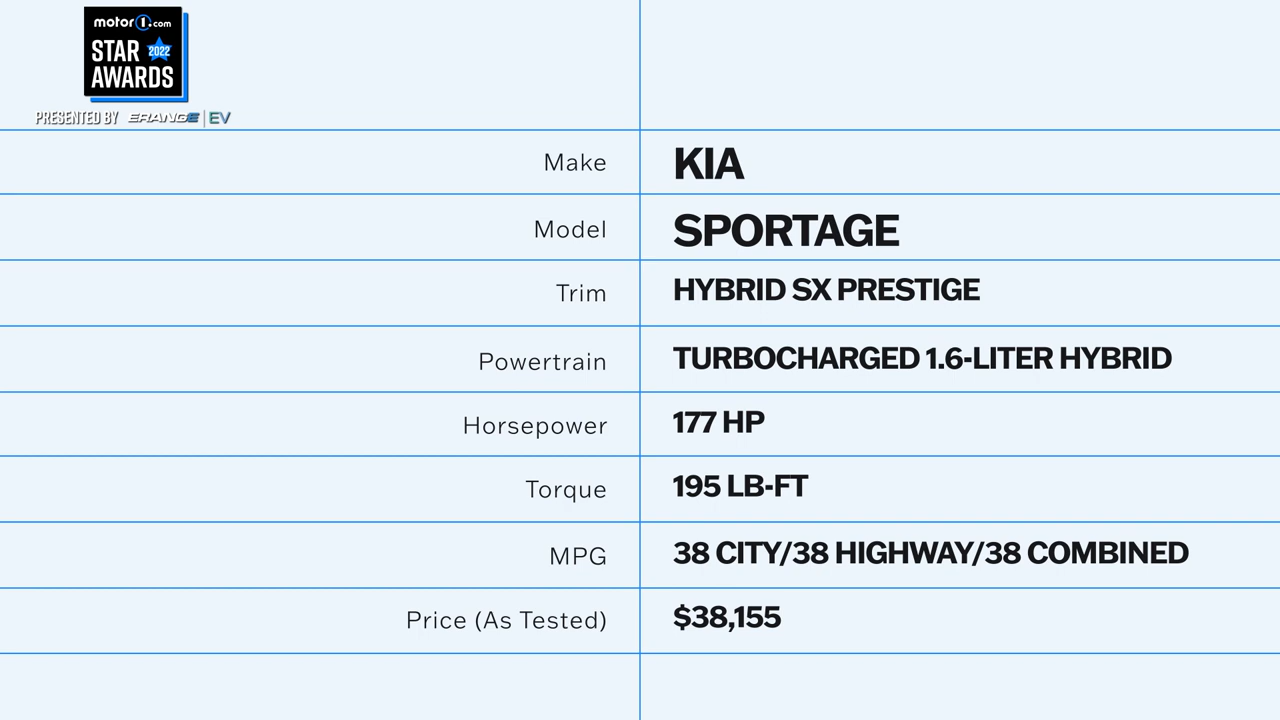 motor1.com
STAR 2022
AWARDS
PRESENTED BY ERANGE | EV
Make KIA
Model SPORTAGE
Trim HYBRID SX PRESTIGE
Powertrain TURBOCHARGED 1.6-LITER HYBRID
Horsepower 177 HP
Torque 195 LB-FT
MPG 38 CITY/38 HIGHWAY/38 COMBINED
Price (As Tested) $38,155